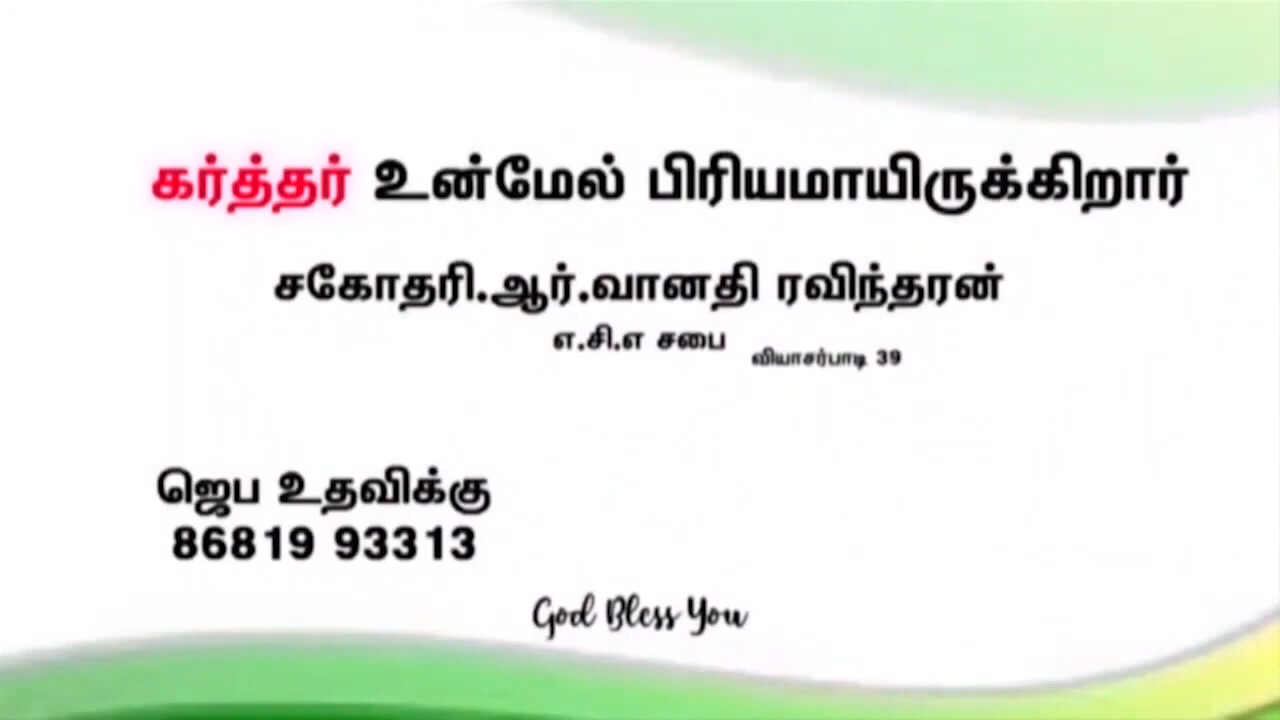 கர்த்தர் உன்மேல் பிரியமாயிருக்கிறார்
சகோதரி.ஆர்.வானதி ரவிந்தரன்
எ.சி.எ சபை வியாசர்பாடி 39
ஜெப உதவிக்கு
86819 93313
God Bless You